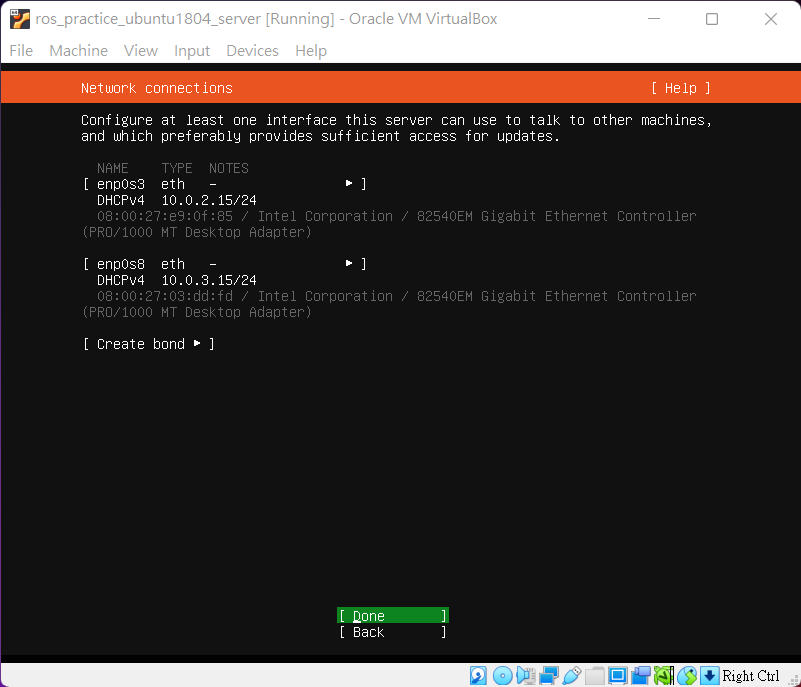 ros_practice_ubuntu1804_server [Running] - Oracle VM VirtualBox
File Machine View Input Devices Help
Network connections [ Help ]
Configure at least one interface this server can use to talk to other machines,
and which preferably provides sufficient access for updates.
NAME TYPE NOTES
[ enp0s3 eth - ▸ ]
DHCPv4 10.0.2.15/24
08:00:27:e9:0f:85 / Intel Corporation / 82540EM Gigabit Ethernet Controller
(PRO/1000 MT Desktop Adapter)
[ enp0s8 eth - ▸ ]
DHCPv4 10.0.3.15/24
08:00:27:03:dd:fd / Intel Corporation / 82540EM Gigabit Ethernet Controller
(PRO/1000 MT Desktop Adapter)
[ Create bond ▸ ]
[ Done ]
[ Back ]
Right Ctrl